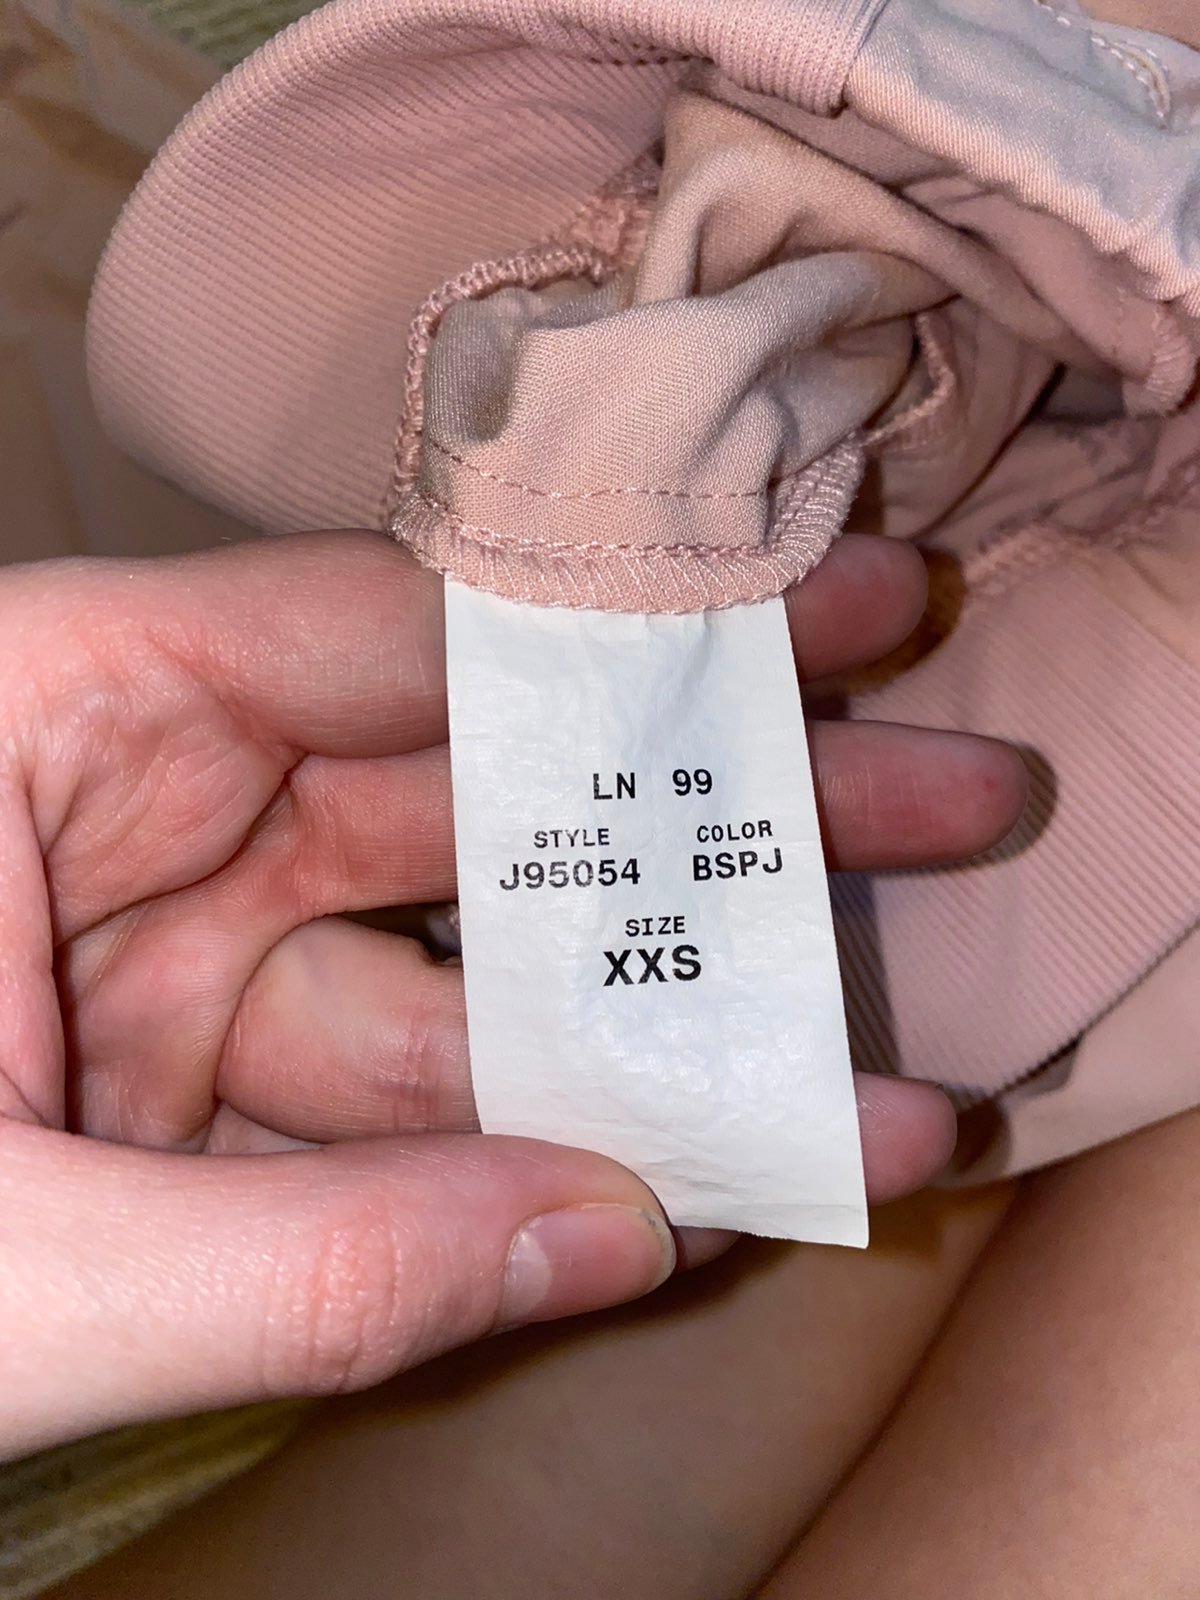 LN 99
STYLE COLOR
J95054 BSPJ
SIZE
XXS